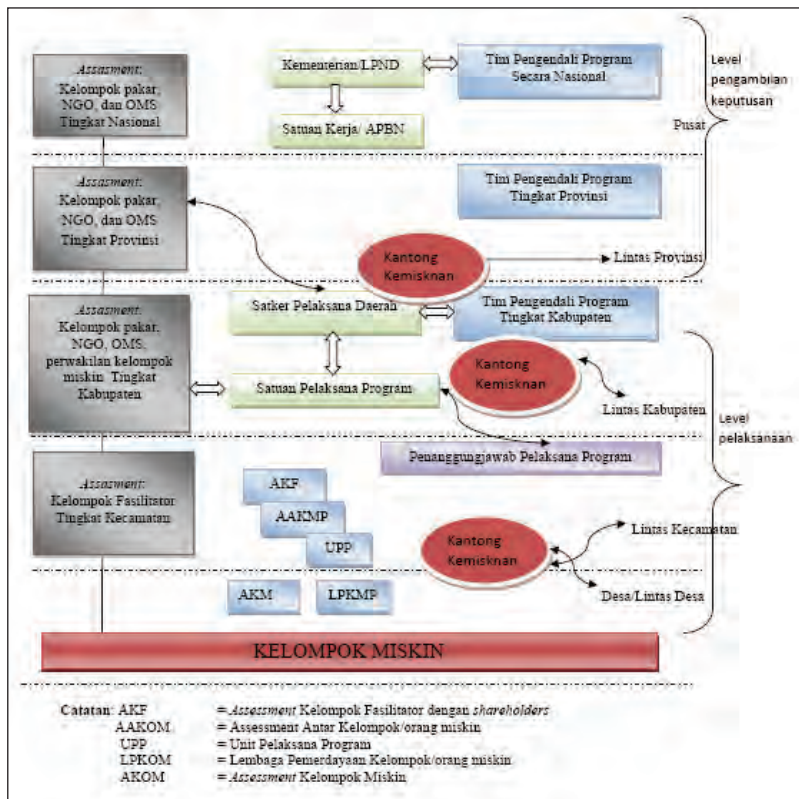 Assasment:
Kelompok pakar,
NGO, dan OMS
Tingkat Nasional
Kementerian/LPND
Tim Pengendali Program
Secara Nasional
Level
pengambilan
keputusan
Satuan Kerja/ APBN
Pusat
Assasment:
Kelompok pakar,
NGO, dan OMS
Tingkat Provinsi
Tim Pengendali Program
Tingkat Provinsi
Kantong
Kemisknan
Lintas Provinsi
Assasment:
Kelompok pakar,
NGO, OMS,
perwakilan kelompok
miskin Tingkat
Kabupaten
Satker Pelaksana Daerah
Tim Pengendali Program
Tingkat Kabupaten
Satuan Pelaksana Program
Kantong
Kemisknan
Lintas Kabupaten
Level
pelaksanaan
Penanggungjawab Pelaksana Program
Assasment:
Kelompok Fasilitator
Tingkat Kecamatan
AKF
AAKMP
UPP
Kantong
Kemisknan
Lintas Kecamatan
AKM
LPKMP
Desa/Lintas Desa
KELOMPOK MISKIN
Catatan: AKF = Assessment Kelompok Fasilitator dengan shareholders
AAKOM = Assessment Antar Kelompok/orang miskin
UPP = Unit Pelaksana Program
LPKOM = Lembaga Pemerdayaan Kelompok/orang miskin
AKOM = Assessment Kelompok Miskin